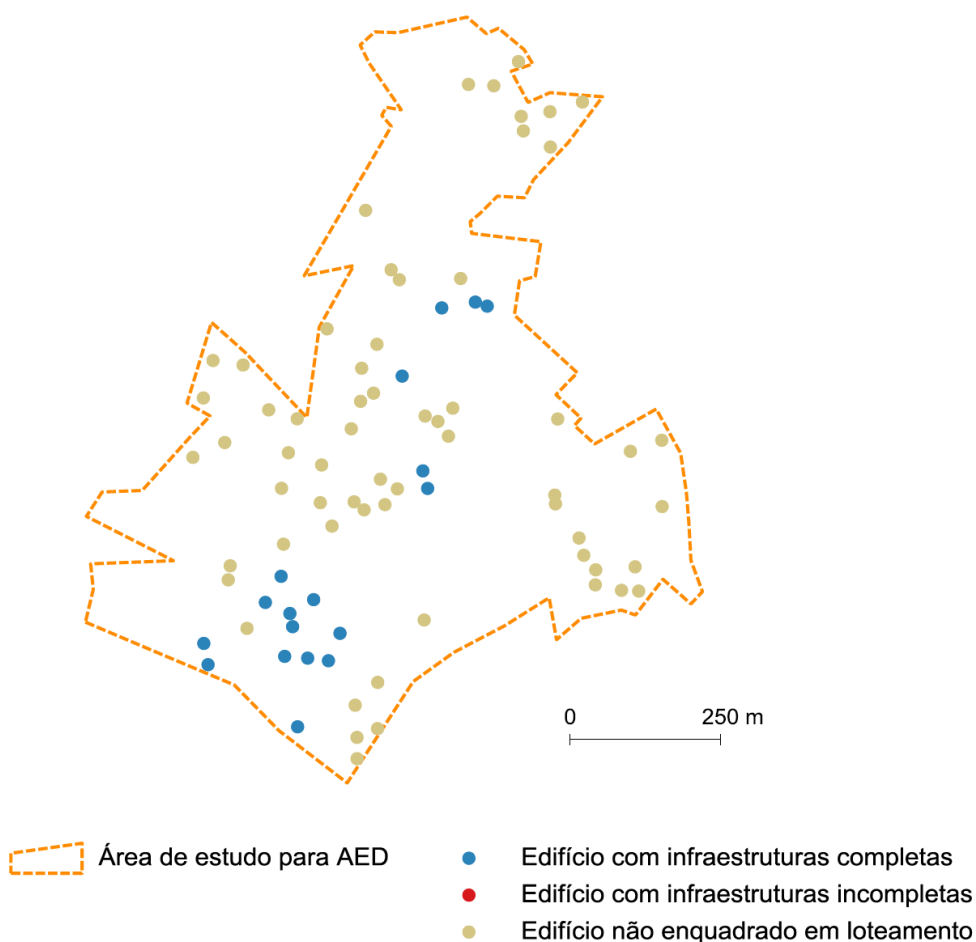 0
250 m
Área de estudo para AED
Edifício com infraestruturas completas
Edifício com infraestruturas incompletas
Edifício não enquadrado em loteamento